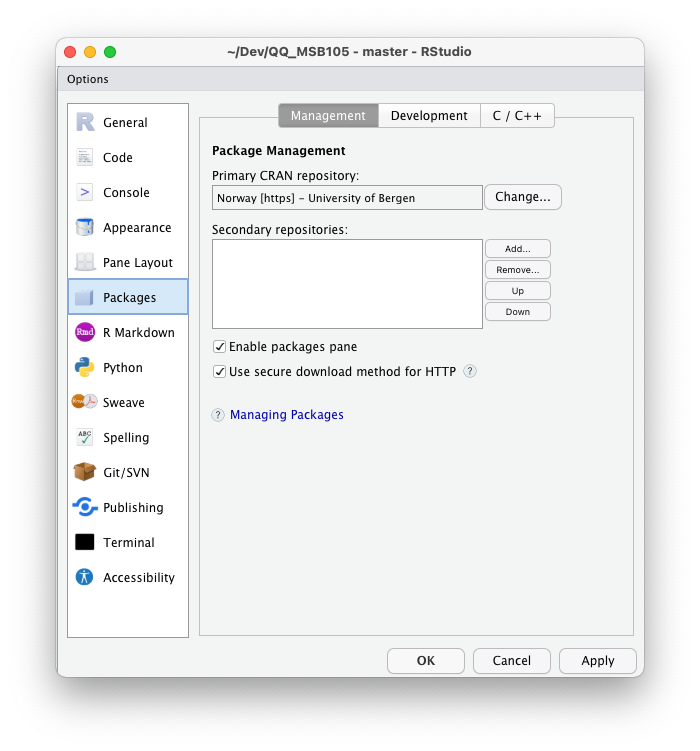 ~/Dev/QQ_MSB105 - master - RStudio
Options
General
Code
Console
Appearance
Pane Layout
Packages
Rmd R Markdown
Python
Sweave
ABC Spelling
Git/SVN
Publishing
Terminal
Accessibility
Management Development C / C++
Package Management
Primary CRAN repository:
Norway [https] – University of Bergen Change...
Secondary repositories:
Add...
Remove...
Up
Down
Enable packages pane
Use secure download method for HTTP ?
? Managing Packages
OK Cancel Apply